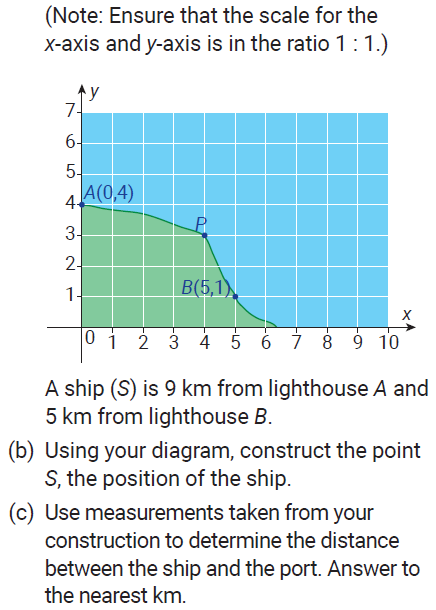 (Note: Ensure that the scale for the
x-axis and y-axis is in the ratio 1 : 1.)
y
7
6
5
4
A(0,4)
P
3
2
B(5,1)
1
x
0 1 2 3 4 5 6 7 8 9 10
A ship (S) is 9 km from lighthouse A and
5 km from lighthouse B.
(b) Using your diagram, construct the point
S, the position of the ship.
(c) Use measurements taken from your
construction to determine the distance
between the ship and the port. Answer to
the nearest km.